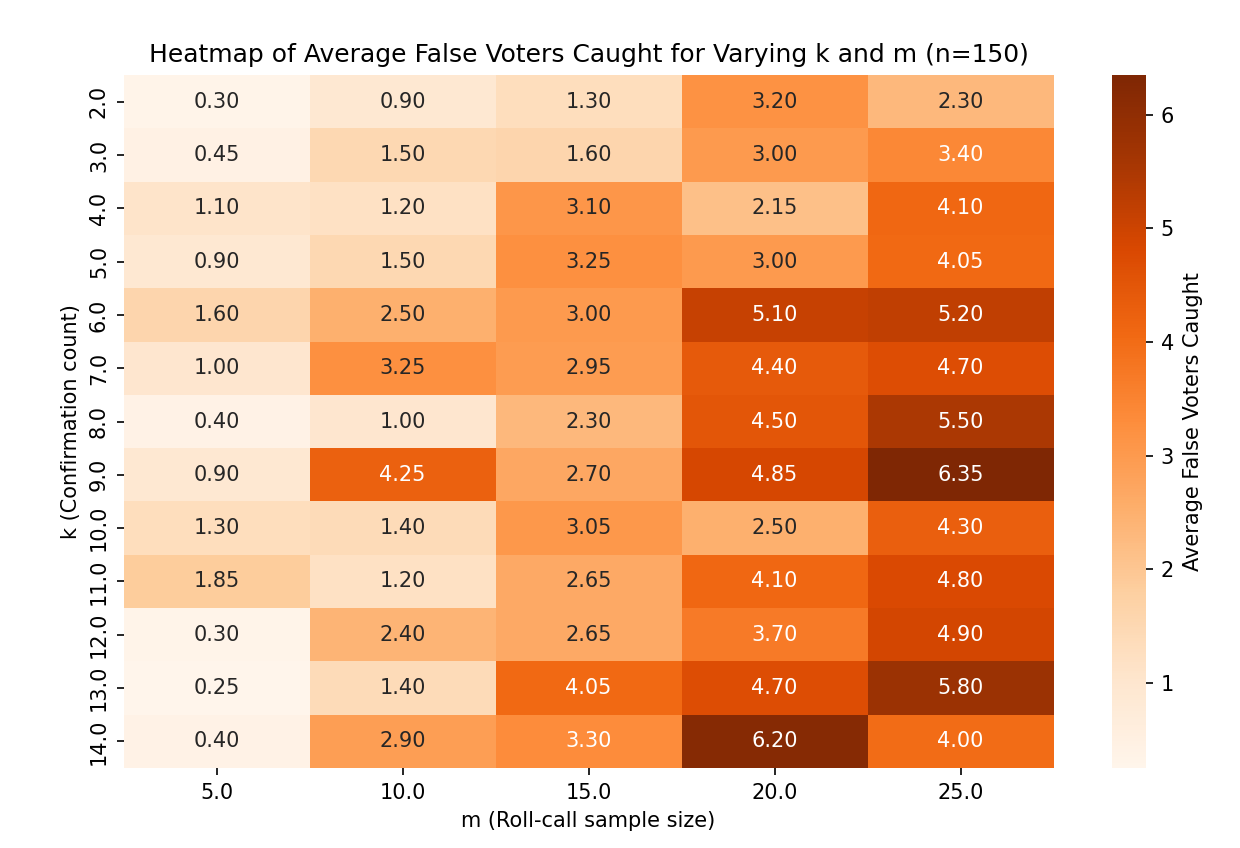 Heatmap of Average False Voters Caught for Varying k and m (n=150)
k (Confirmation count)
2.0 0.30 0.90 1.30 3.20 2.30
3.0 0.45 1.50 1.60 3.00 3.40
4.0 1.10 1.20 3.10 2.15 4.10
5.0 0.90 1.50 3.25 3.00 4.05
6.0 1.60 2.50 3.00 5.10 5.20
7.0 1.00 3.25 2.95 4.40 4.70
8.0 0.40 1.00 2.30 4.50 5.50
9.0 0.90 4.25 2.70 4.85 6.35
10.0 1.30 1.40 3.05 2.50 4.30
11.0 1.85 1.20 2.65 4.10 4.80
12.0 0.30 2.40 2.65 3.70 4.90
13.0 0.25 1.40 4.05 4.70 5.80
14.0 0.40 2.90 3.30 6.20 4.00
5.0 10.0 15.0 20.0 25.0
m (Roll-call sample size)
6
5
4
3
2
1
Average False Voters Caught